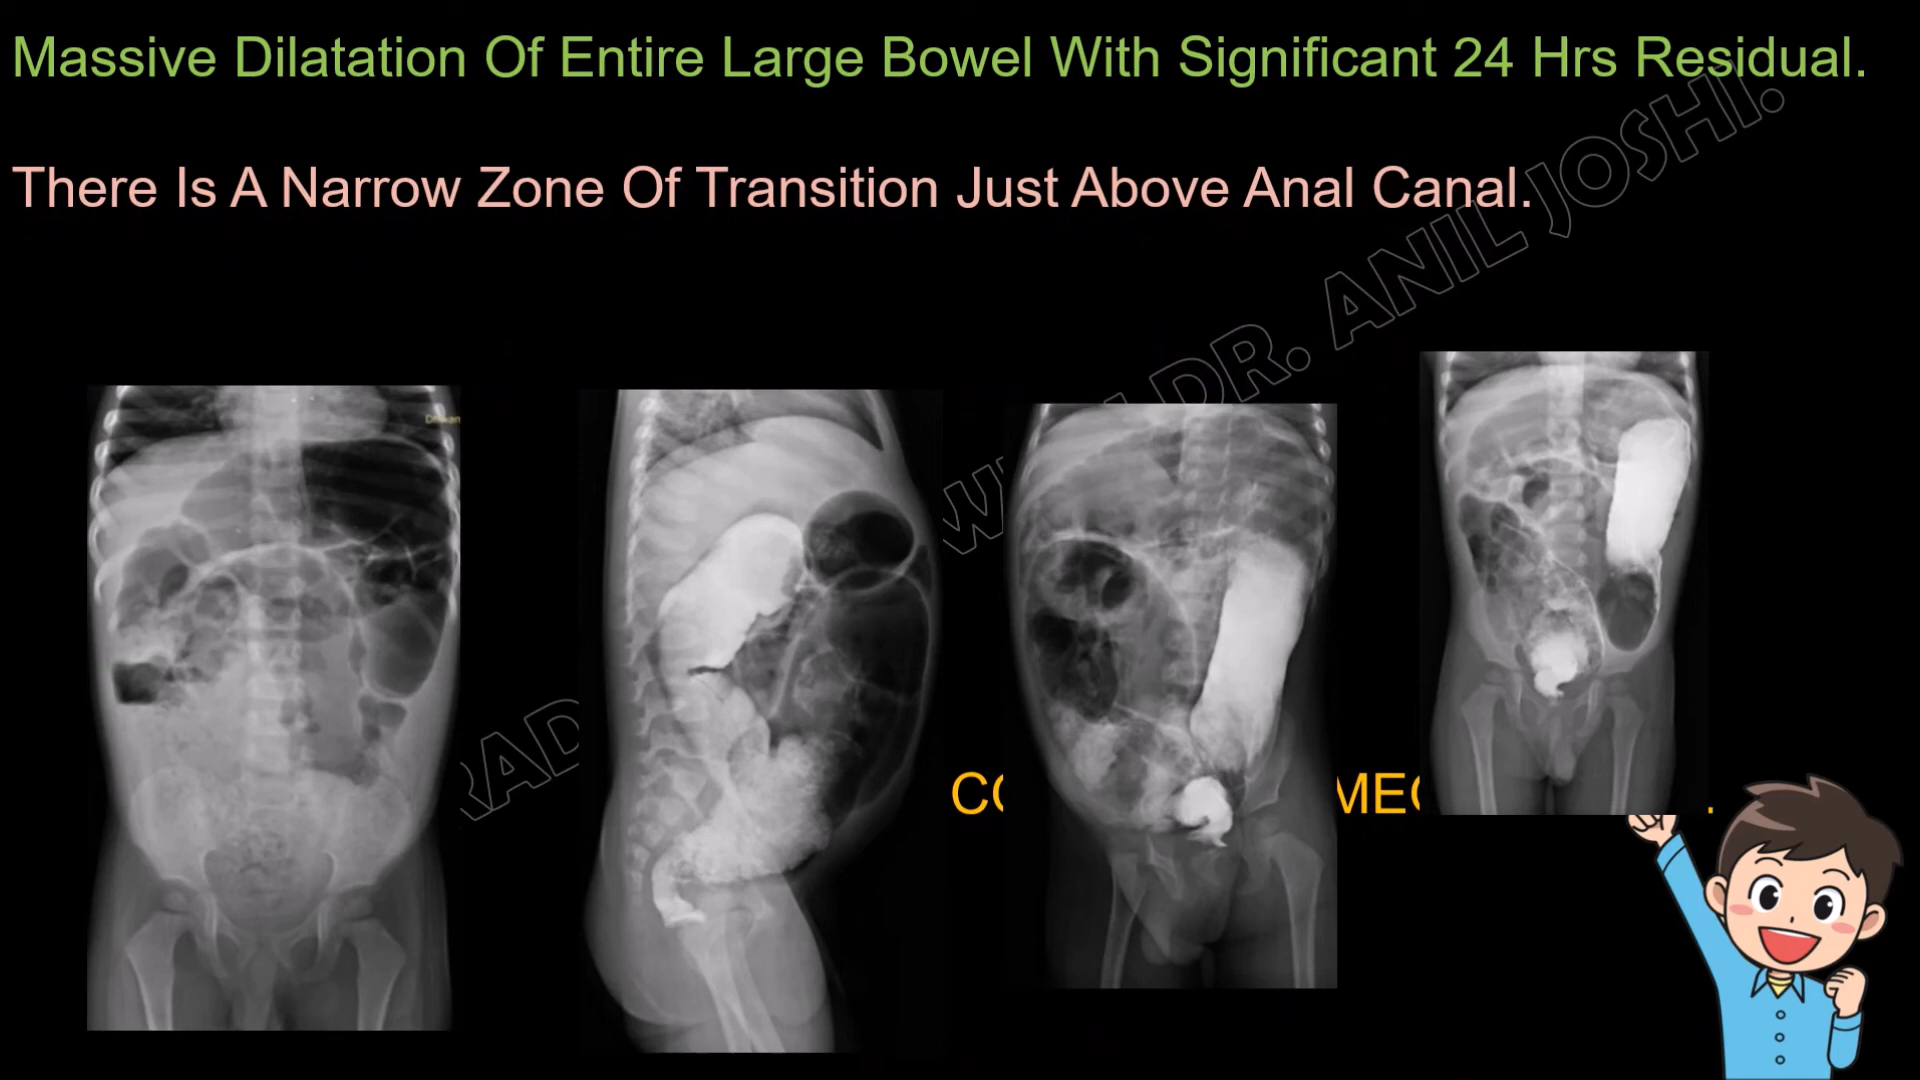 Massive Dilatation Of Entire Large Bowel With Significant 24 Hrs Residual.
There Is A Narrow Zone Of Transition Just Above Anal Canal.
DR. ANIL JOSHI.